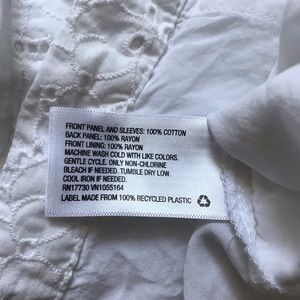 FRONT PANEL AND SLEEVES: 100% COTTON
BACK PANEL: 100% RAYON
FRONT LINING: 100% RAYON
MACHINE WASH COLD WITH LIKE COLORS.
GENTLE CYCLE. ONLY NON-CHLORINE
BLEACH IF NEEDED. TUMBLE DRY LOW.
COOL IRON IF NEEDED.
RN17730 VN1055164
LABEL MADE FROM 100% RECYCLED PLASTIC